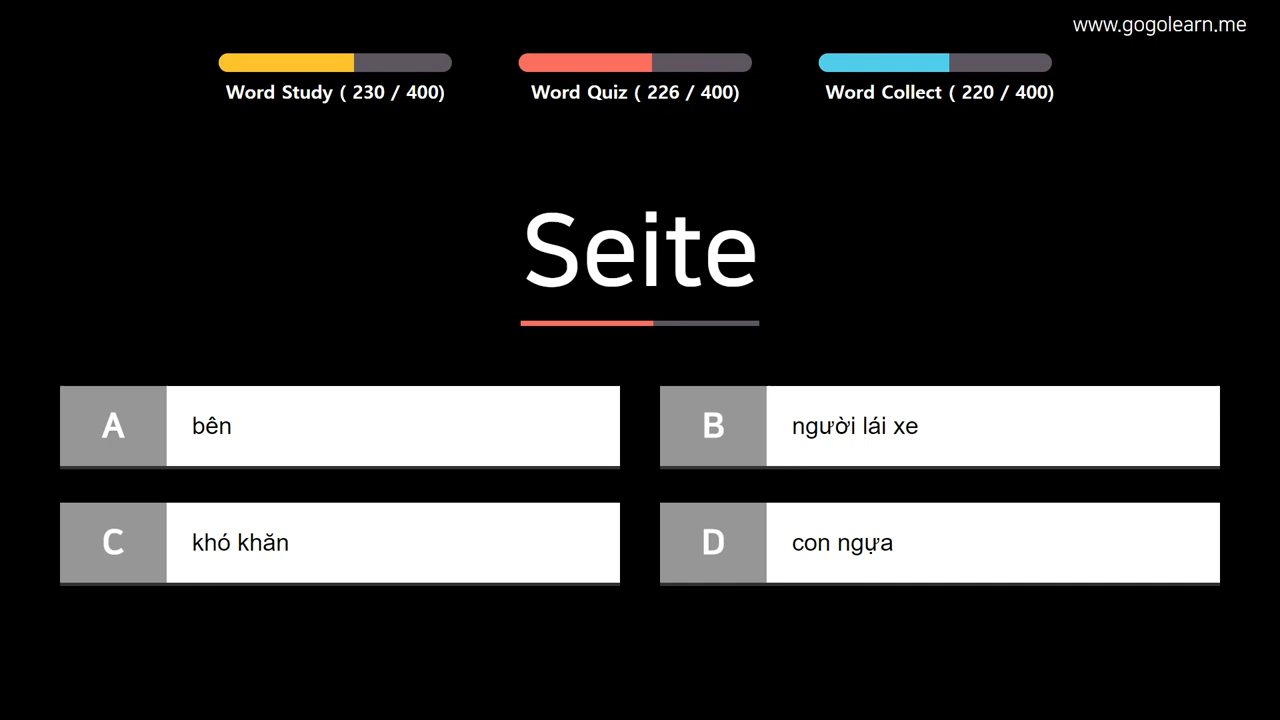 www.gogolearn.me
Word Study ( 230 / 400)
Word Quiz ( 226 / 400)
Word Collect ( 220 / 400)
Seite
A bên
B người lái xe
C khó khăn
D con ngựa